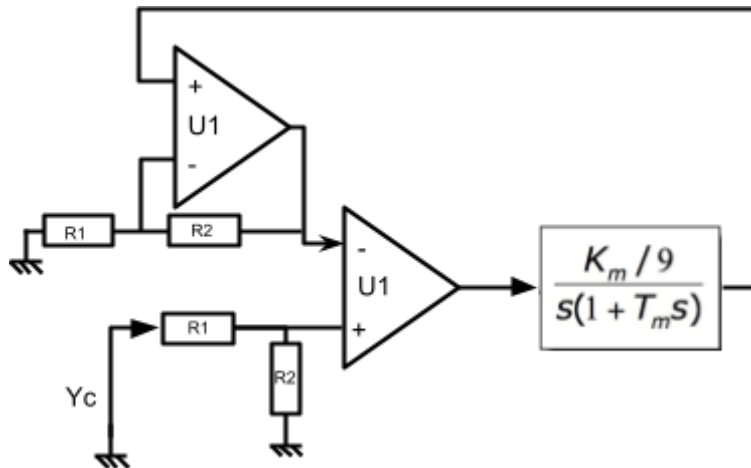 +
U1
-
R1
R2
-
U1
+
R1
R2
Yc
K_m / 9
s(1 + T_m s)